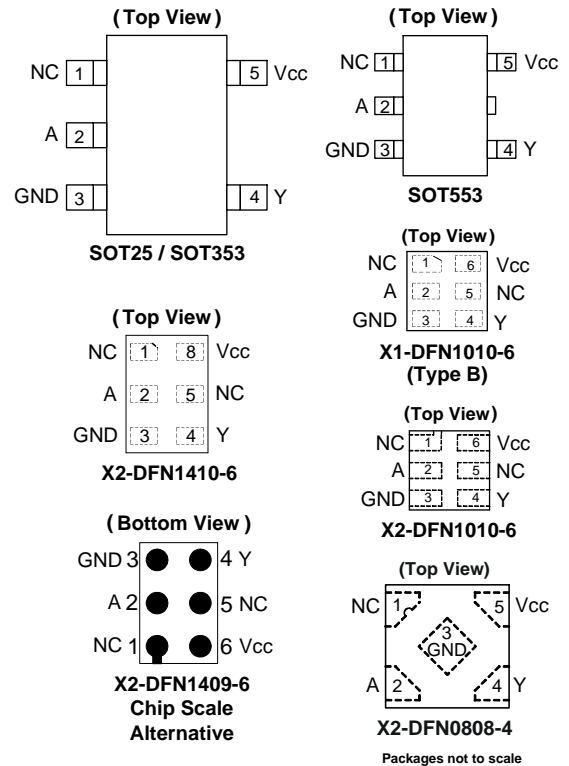 (Top View)
NC 1 5 Vcc
A 2
GND 3 4 Y
SOT25 / SOT353
(Top View)
NC 1 8 Vcc
A 2 5 NC
GND 3 4 Y
X2-DFN1410-6
(Bottom View)
GND 3 4 Y
A 2 5 NC
NC 1 6 Vcc
X2-DFN1409-6
Chip Scale
Alternative
(Top View)
NC 1 5 Vcc
A 2
GND 3 4 Y
SOT553
(Top View)
NC 1 6 Vcc
A 2 5 NC
GND 3 4 Y
X1-DFN1010-6
(Type B)
(Top View)
NC 1 6 Vcc
A 2 5 NC
GND 3 4 Y
X2-DFN1010-6
(Top View)
NC 1 5 Vcc
3
GND
A 2 4 Y
X2-DFN0808-4
Packages not to scale